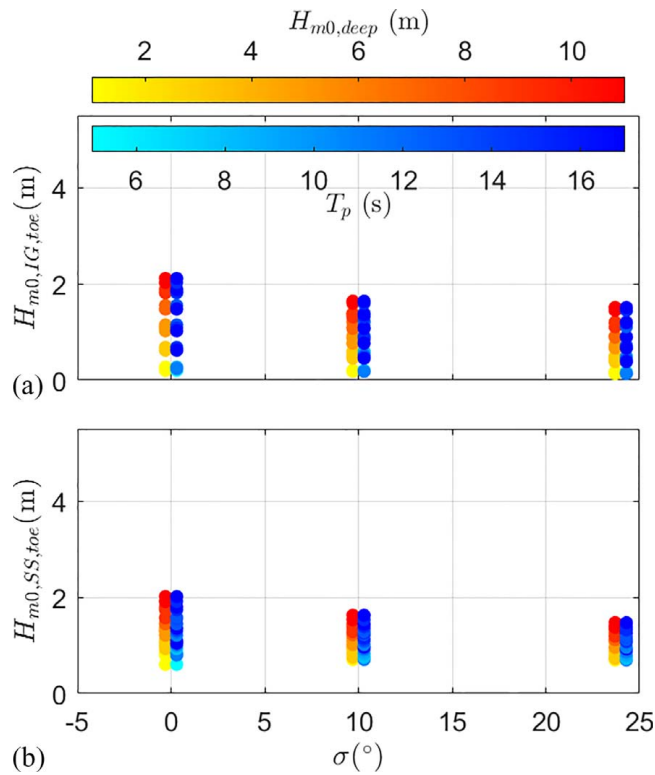 H_{m0,deep} (m)
2 4 6 8 10
6 8 10 12 14 16
T_p (s)
H_{m0,IG,toe}(m)
4
2
0
(a)
H_{m0,SS,toe}(m)
4
2
0
-5 0 5 10 15 20 25
(b)
σ(°)